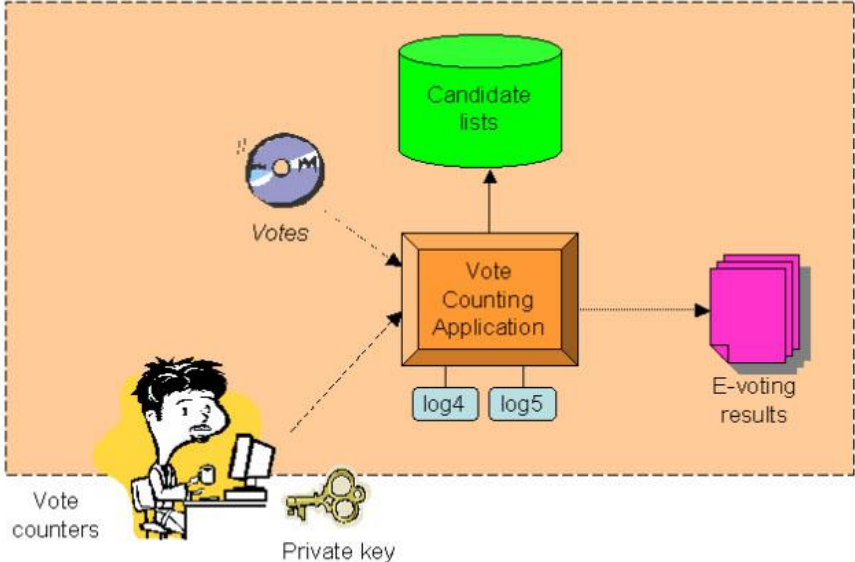 Candidate
lists
Votes
Vote
Counting
Application
log4
log5
E-voting
results
Vote
counters
Private key